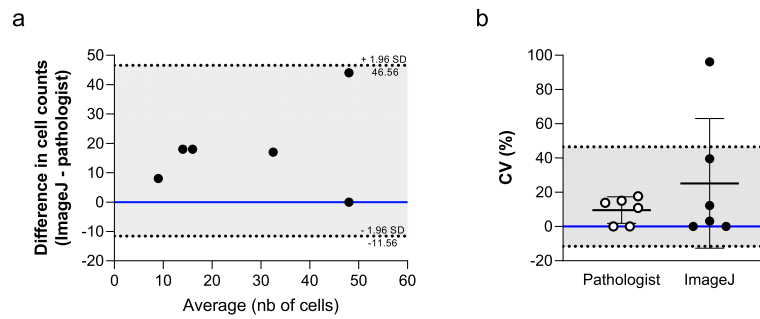 a
b
50
40
30
20
10
0
-10
-20
Difference in cell counts
(ImageJ - pathologist)
+ 1.96 SD
46.56
- 1.96 SD
-11.56
0
10
20
30
40
50
60
Average (nb of cells)
100
80
60
40
20
0
-20
CV (%)
Pathologist
ImageJ